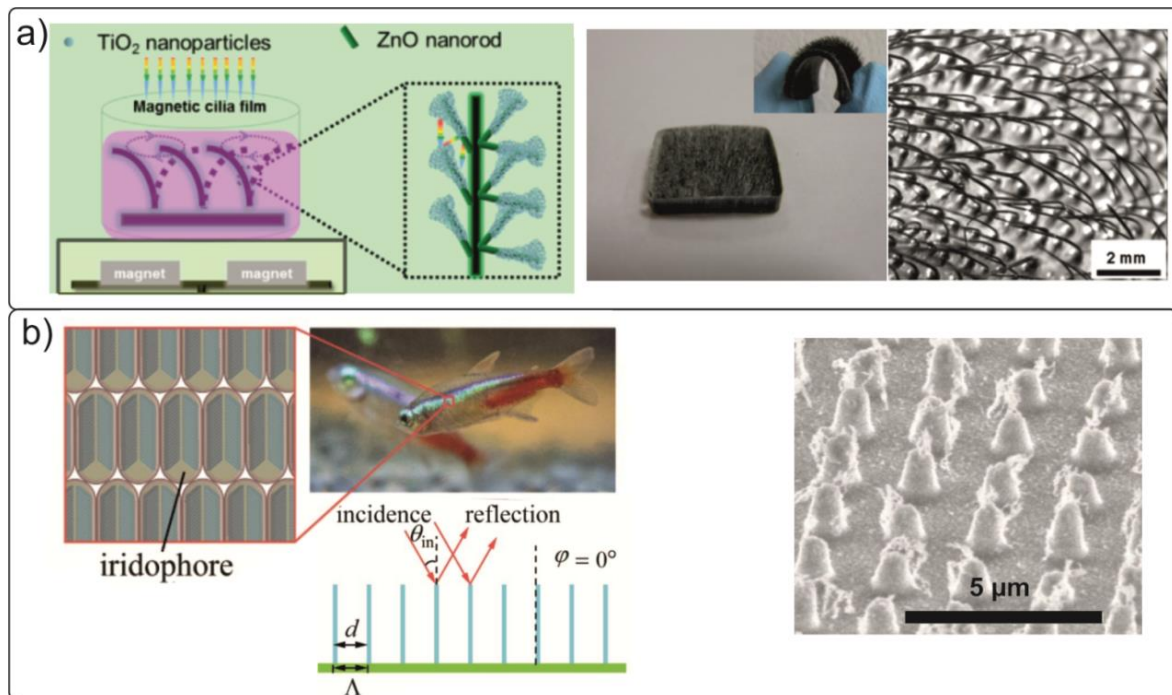 a)
TiO₂ nanoparticles
ZnO nanorod
Magnetic cilia film
magnet
magnet
2 mm
b)
iridophore
incidence
reflection
θin
φ = 0°
d
Λ
5 µm